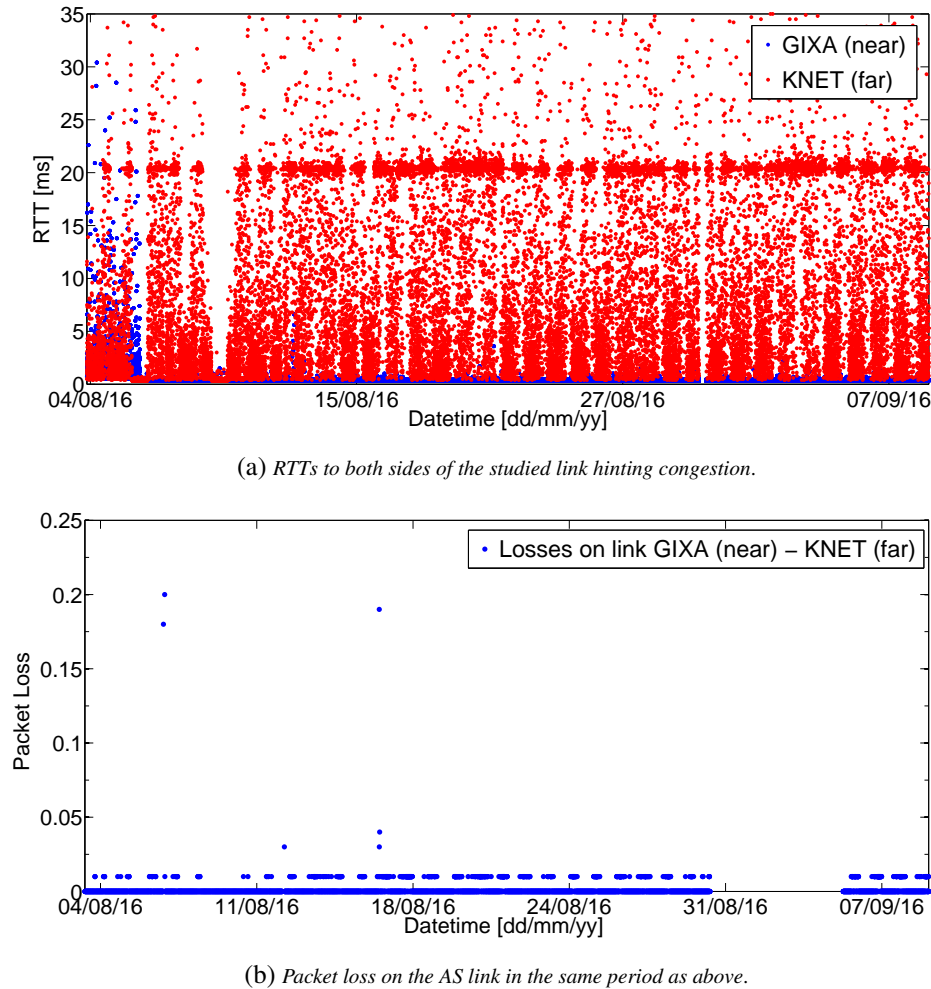 35
30
25
20
15
10
5
0
RTT [ms]
GIXA (near)
KNET (far)
04/08/16 15/08/16 27/08/16 07/09/16
Datetime [dd/mm/yy]
(a) RTTs to both sides of the studied link hinting congestion.
0.25
0.2
0.15
0.1
0.05
0
Packet Loss
Losses on link GIXA (near) − KNET (far)
04/08/16 11/08/16 18/08/16 24/08/16 31/08/16 07/09/16
Datetime [dd/mm/yy]
(b) Packet loss on the AS link in the same period as above.